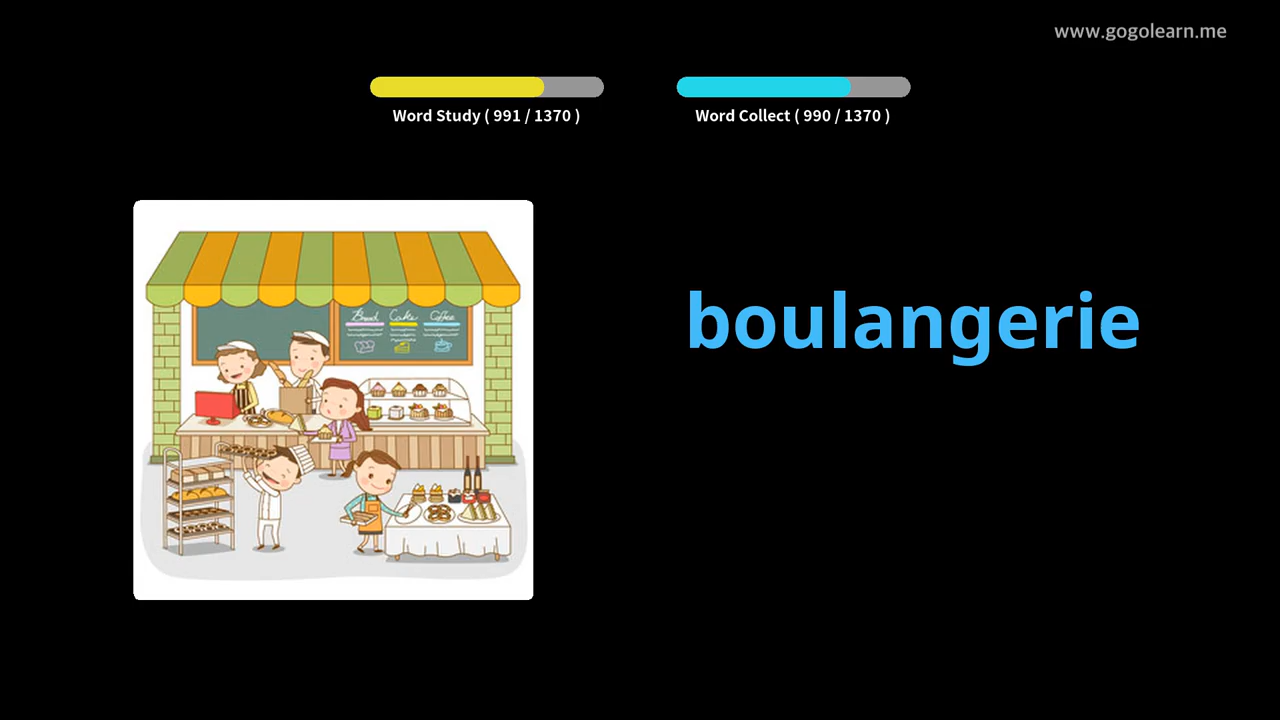 www.gogolearn.me
Word Study ( 991 / 1370 )
Word Collect ( 990 / 1370 )
Bread Cake Coffee
boulangerie